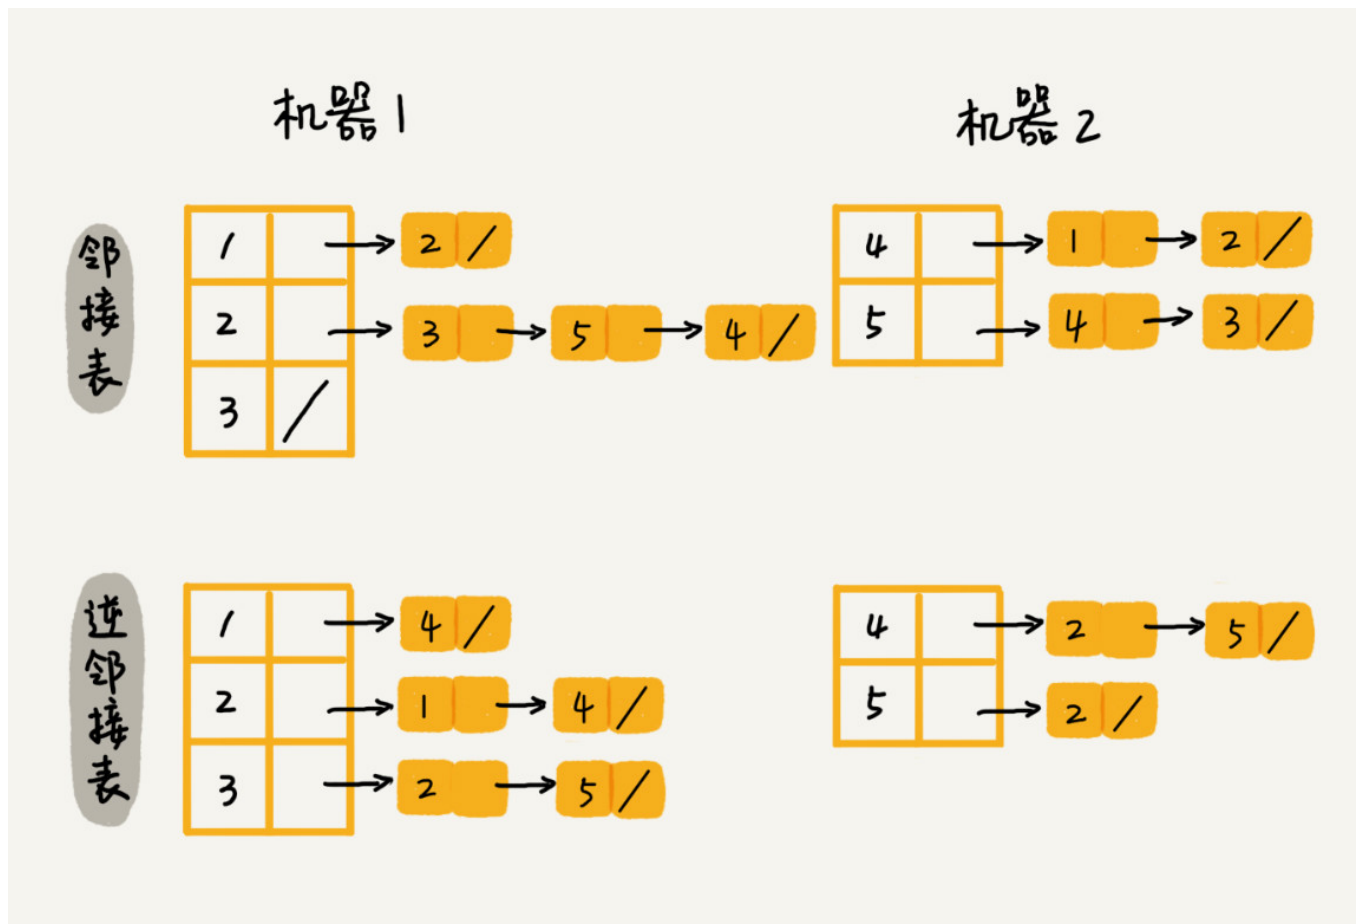 机器1
机器2
邻接表
1 → 2 /
2 → 3 → 5 → 4 /
3 /
4 → 1 → 2 /
5 → 4 → 3 /
逆邻接表
1 → 4 /
2 → 1 → 4 /
3 → 2 → 5 /
4 → 2 → 5 /
5 → 2 /